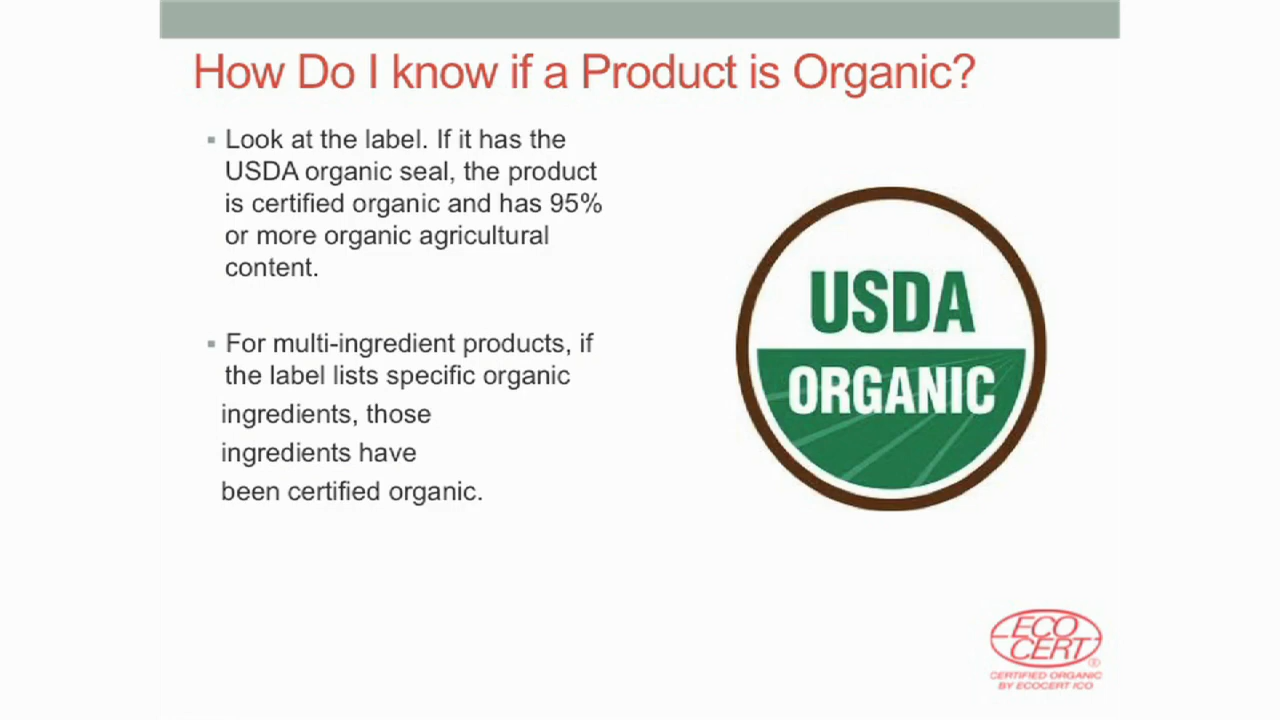 How Do I know if a Product is Organic?
Look at the label. If it has the
USDA organic seal, the product
is certified organic and has 95%
or more organic agricultural
content.
For multi-ingredient products, if
the label lists specific organic
ingredients, those
ingredients have
been certified organic.
USDA
ORGANIC
ECO
CERT®
CERTIFIED ORGANIC
BY ECOCERT ICO